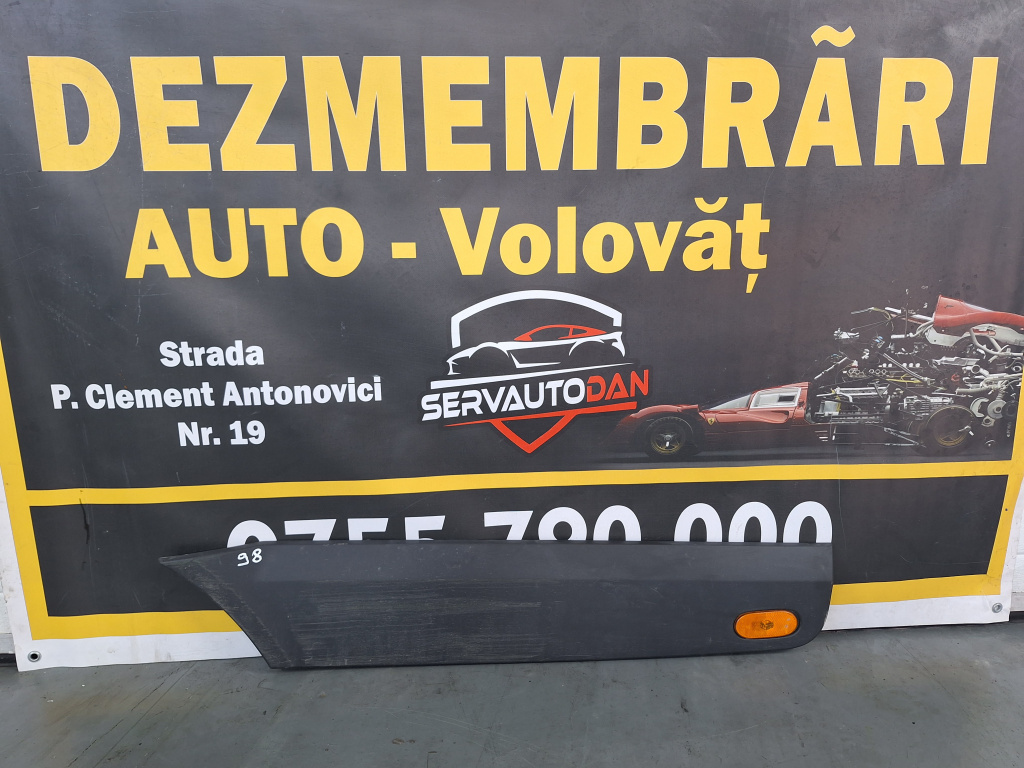 DEZMEMBRĂRI
AUTO - Volovăț
Strada
P. Clement Antonovici
Nr. 19
SERVAUTODAN
98